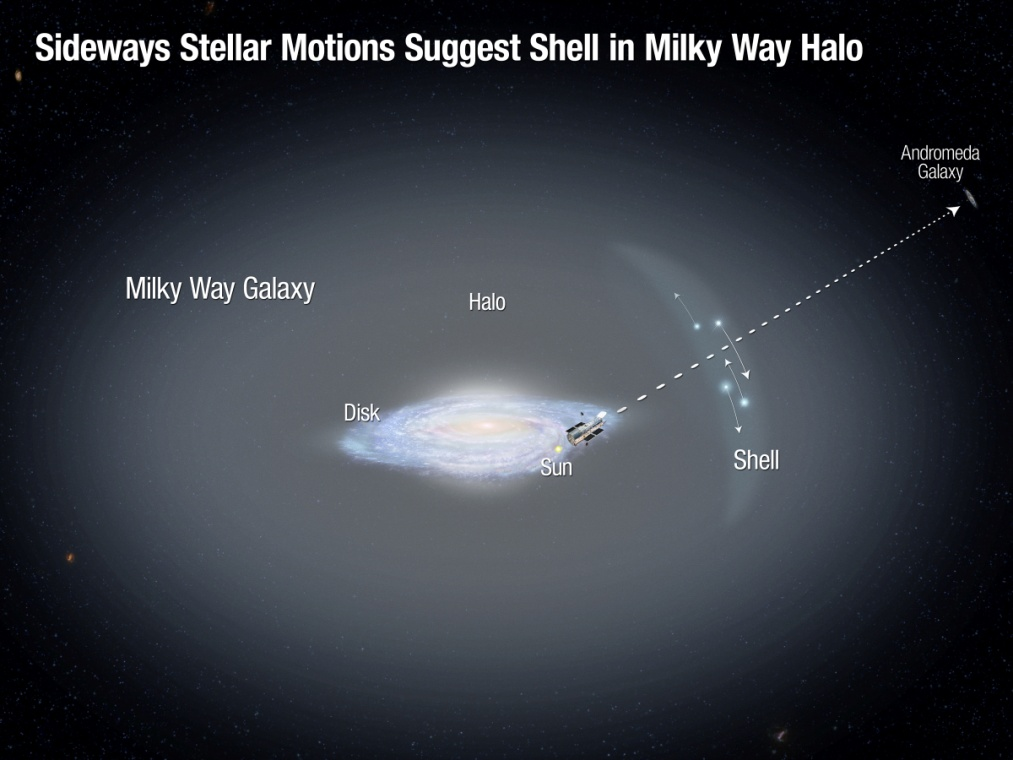 Sideways Stellar Motions Suggest Shell in Milky Way Halo
Andromeda
Galaxy
Milky Way Galaxy
Halo
Disk
Sun
Shell